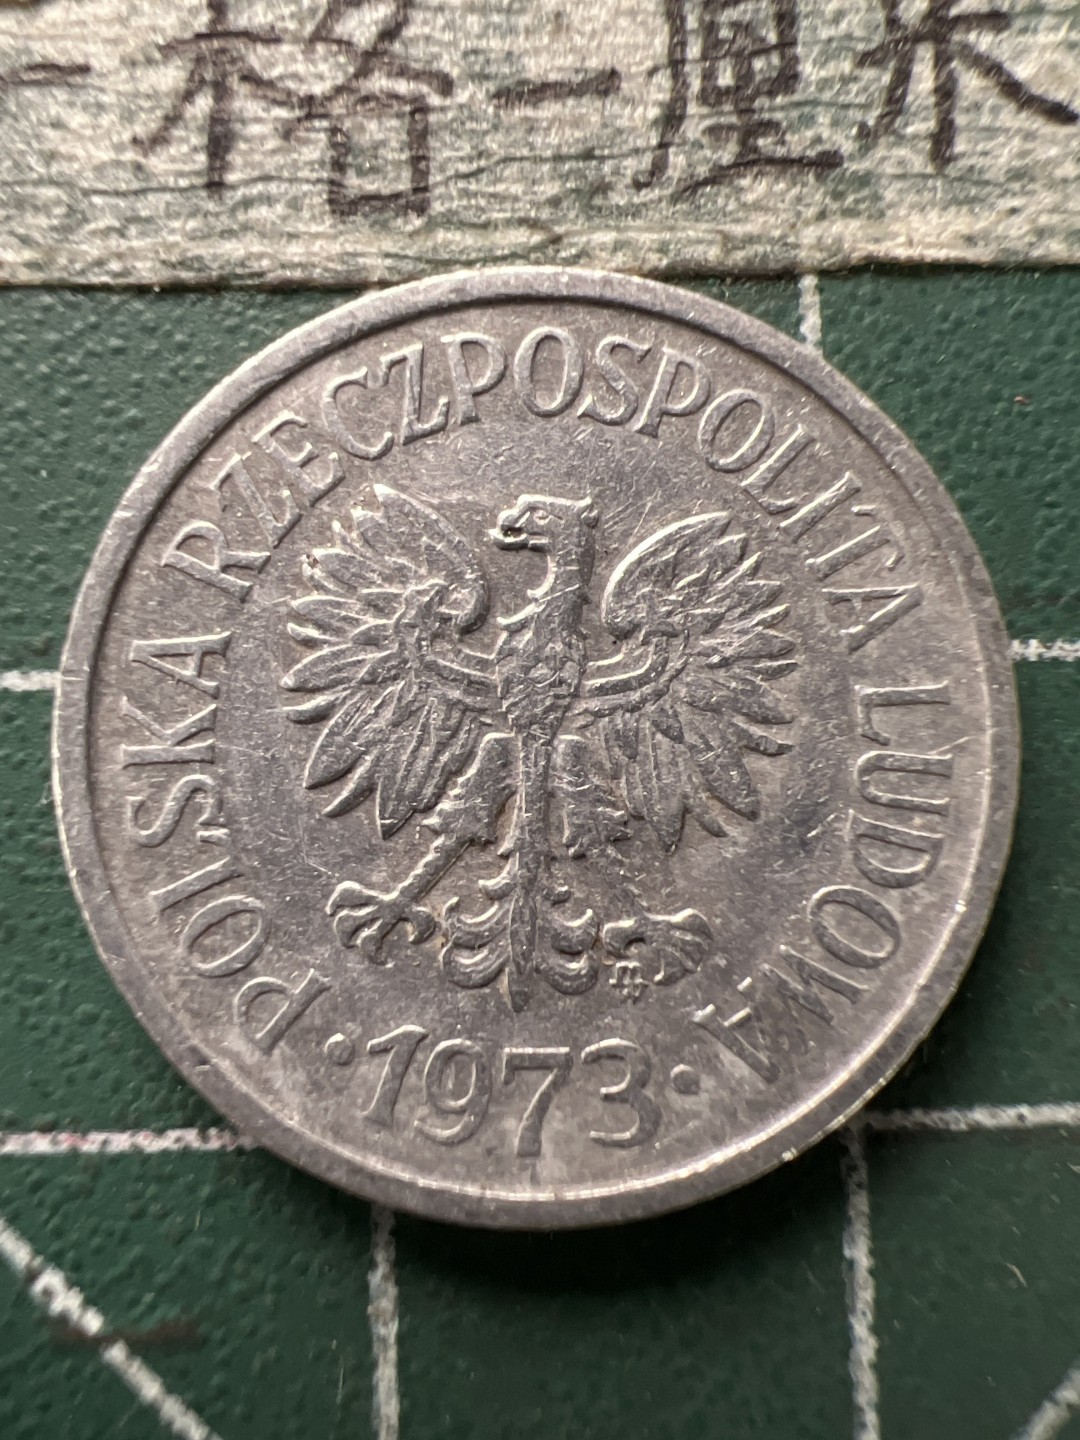 一格一厘米
POLSKA RZECZPOSPOLITA LUDOWA
·1973·